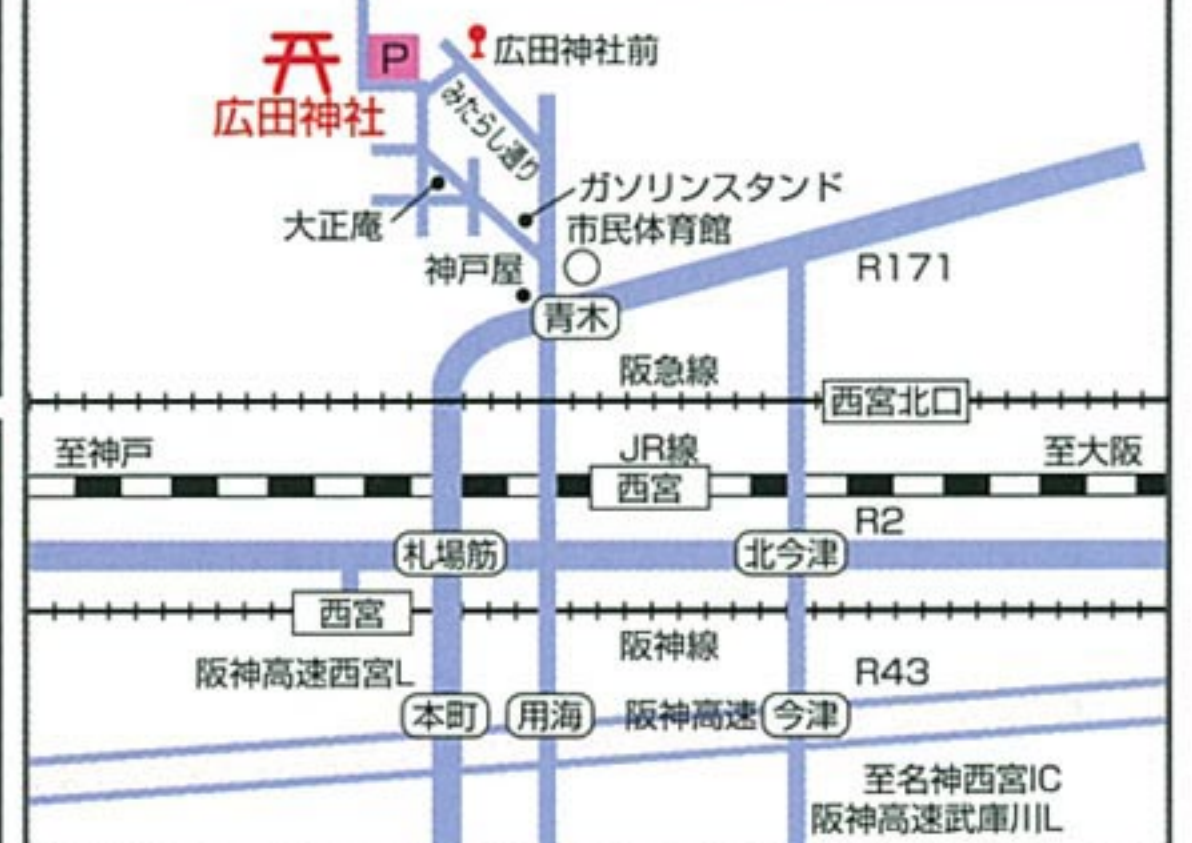 P
広田神社前
広田神社
みたらし通り
ガソリンスタンド
大正庵
市民体育館
神戸屋
R171
青木
阪急線
西宮北口
至神戸
JR線
至大阪
西宮
R2
札場筋
北今津
西宮
阪神線
阪神高速西宮L
R43
本町
用海
阪神高速
今津
至名神西宮IC
阪神高速武庫川L